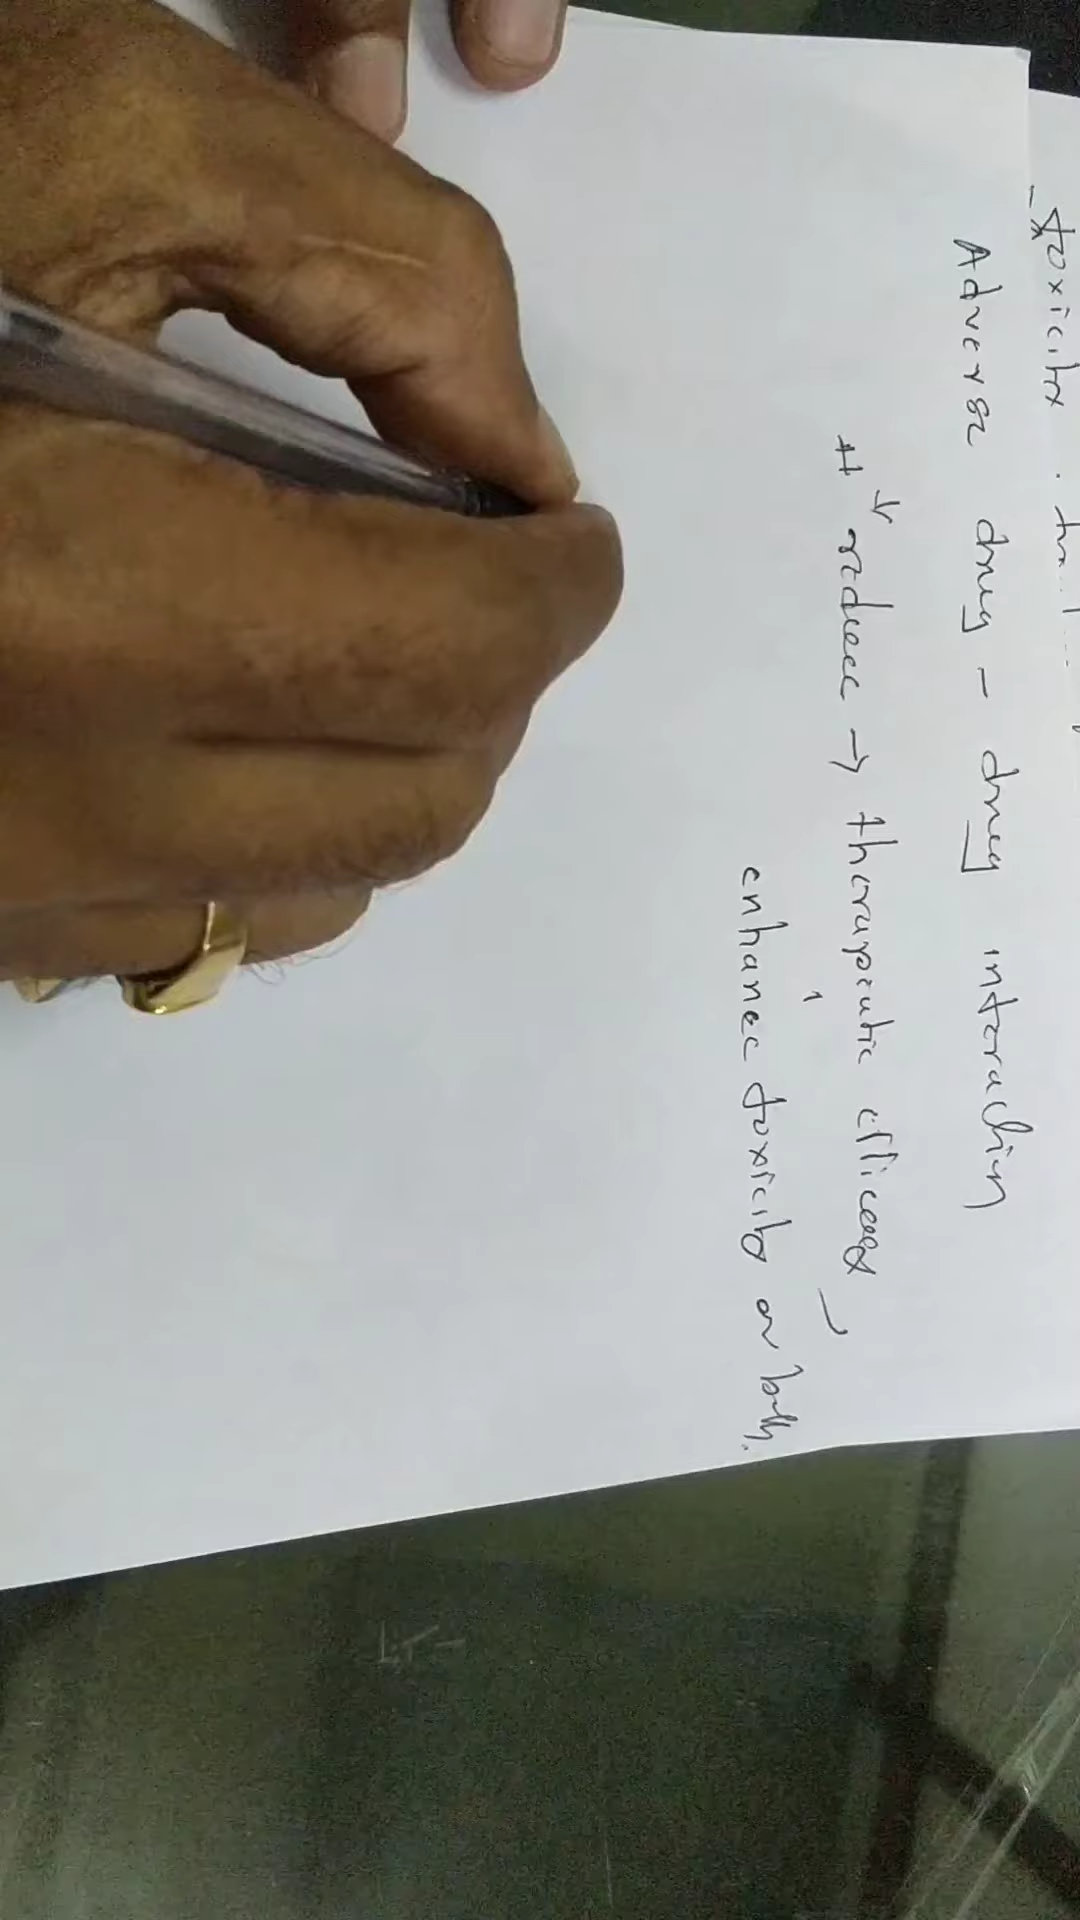 - toxicity.
Adverse drug - drug interaction
# ↓ reduce → therapeutic efficacy,
↑ enhance toxicity or both.